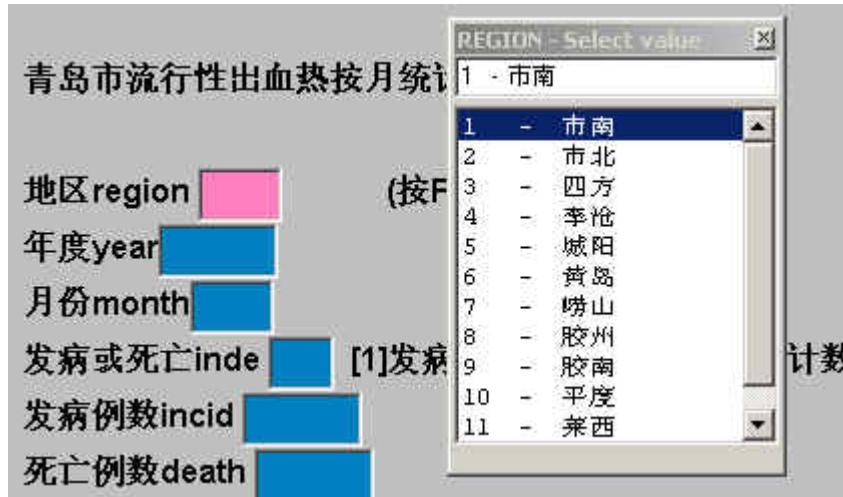 青岛市流行性出血热按月统计
地区region
(按F
年度year
月份month
发病或死亡inde
[1]发病
计数
发病例数incid
死亡例数death
REGION - Select value
1 - 市南
1 - 市南
2 - 市北
3 - 四方
4 - 李沧
5 - 城阳
6 - 黄岛
7 - 崂山
8 - 胶州
9 - 胶南
10 - 平度
11 - 莱西